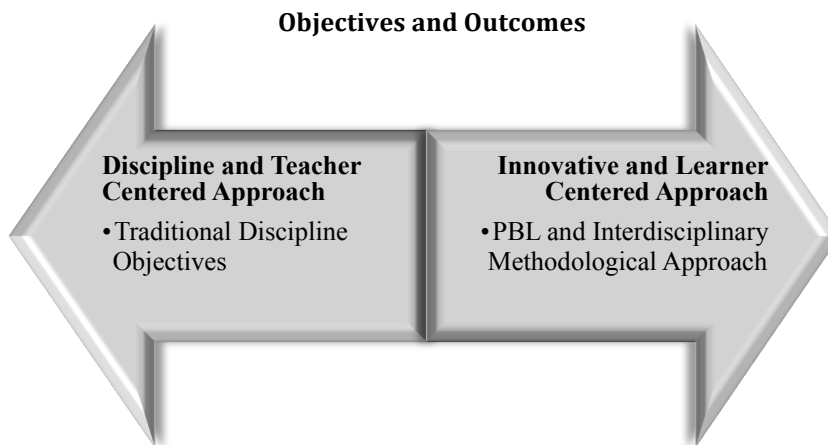 Objectives and Outcomes
Discipline and Teacher
Centered Approach
•Traditional Discipline
Objectives
Innovative and Learner
Centered Approach
•PBL and Interdisciplinary
Methodological Approach